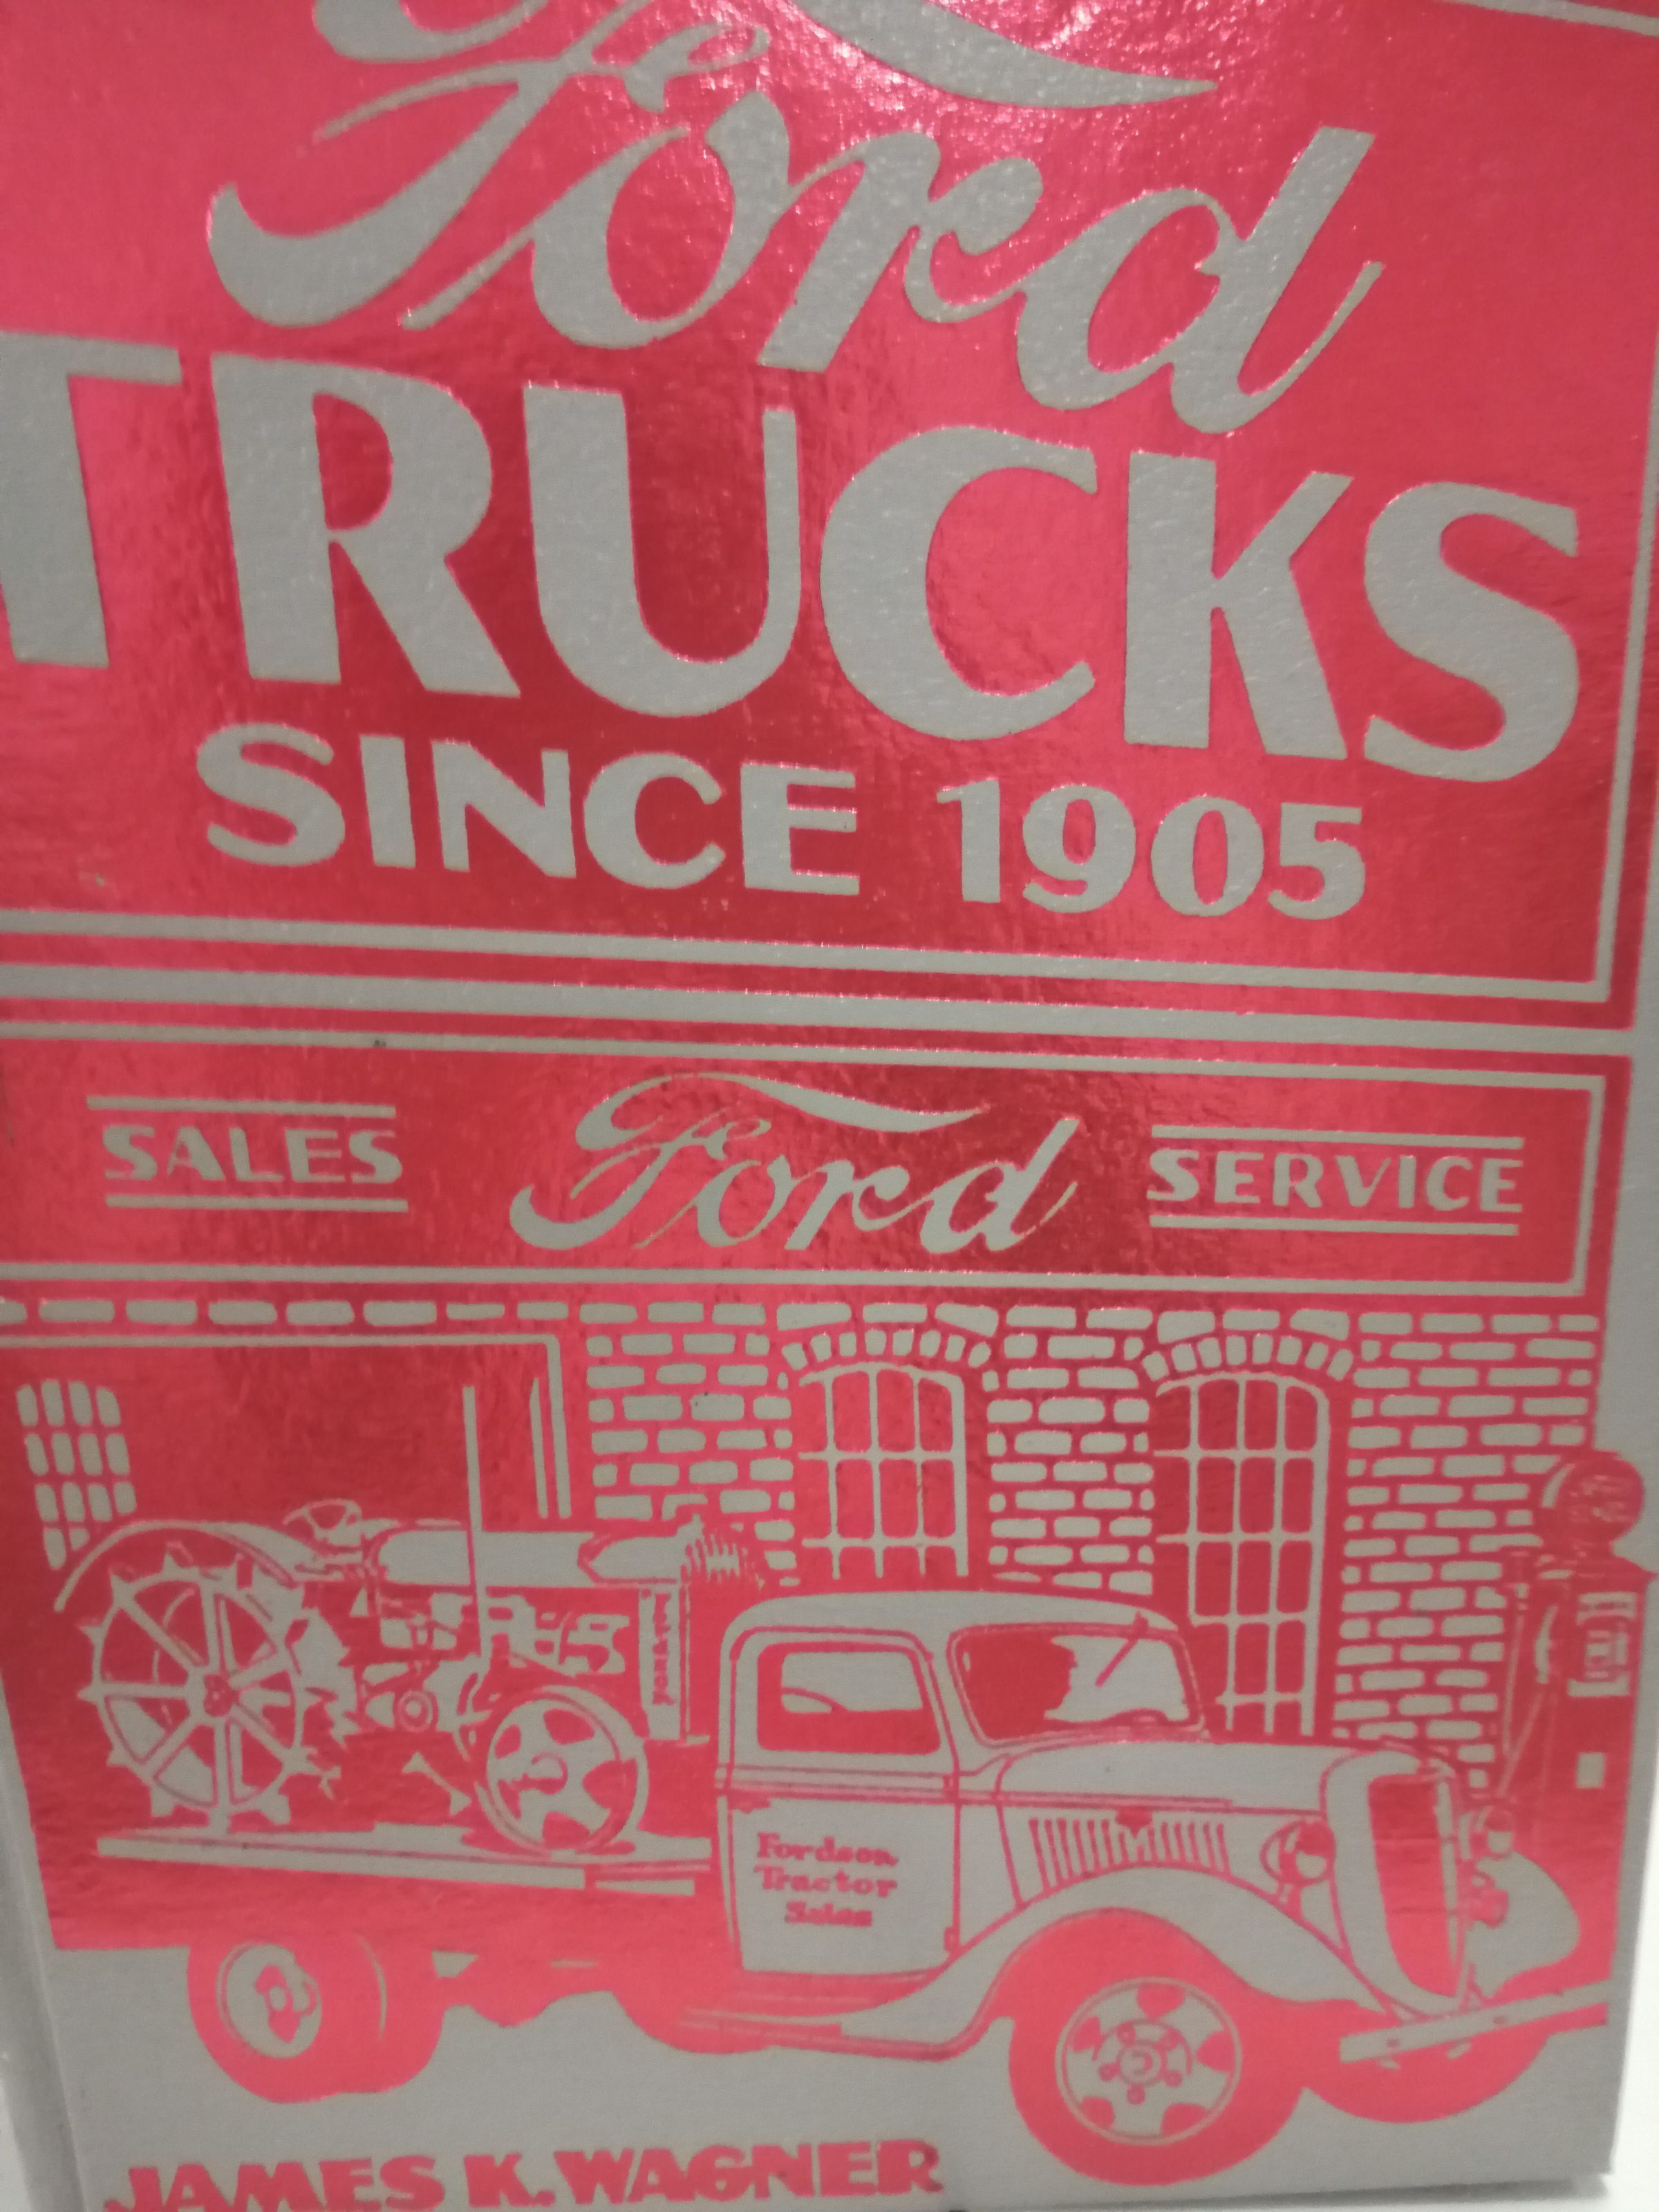 Ford
TRUCKS
SINCE 1905
SALES Ford SERVICE
Fordson
Tractor
Sales
JAMES K. WAGNER